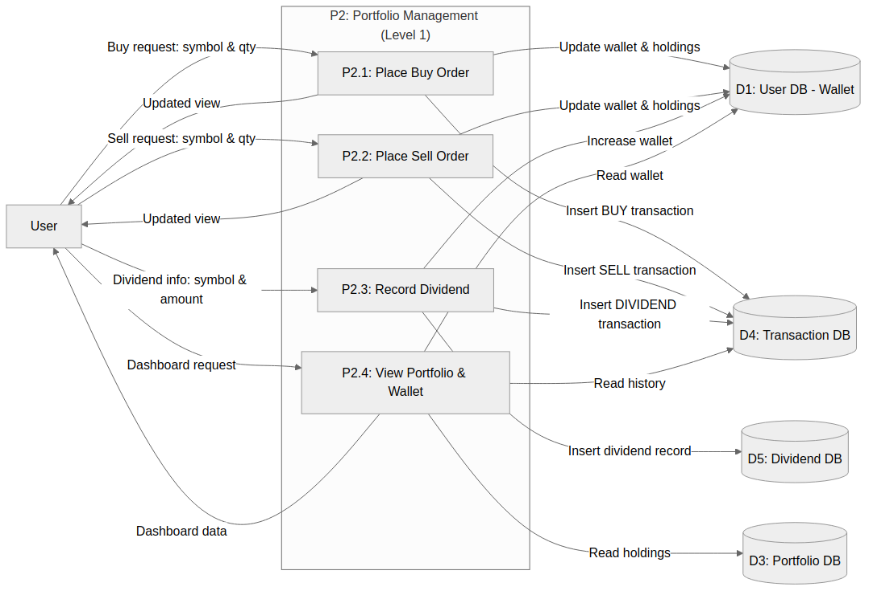 P2: Portfolio Management
(Level 1)
Buy request: symbol & qty
P2.1: Place Buy Order
Update wallet & holdings
D1: User DB - Wallet
Updated view
Update wallet & holdings
Sell request: symbol & qty
P2.2: Place Sell Order
Increase wallet
Read wallet
User
Updated view
Insert BUY transaction
Insert SELL transaction
Dividend info: symbol &
amount
P2.3: Record Dividend
Insert DIVIDEND
transaction
D4: Transaction DB
Dashboard request
P2.4: View Portfolio &
Wallet
Read history
Insert dividend record
D5: Dividend DB
Dashboard data
Read holdings
D3: Portfolio DB